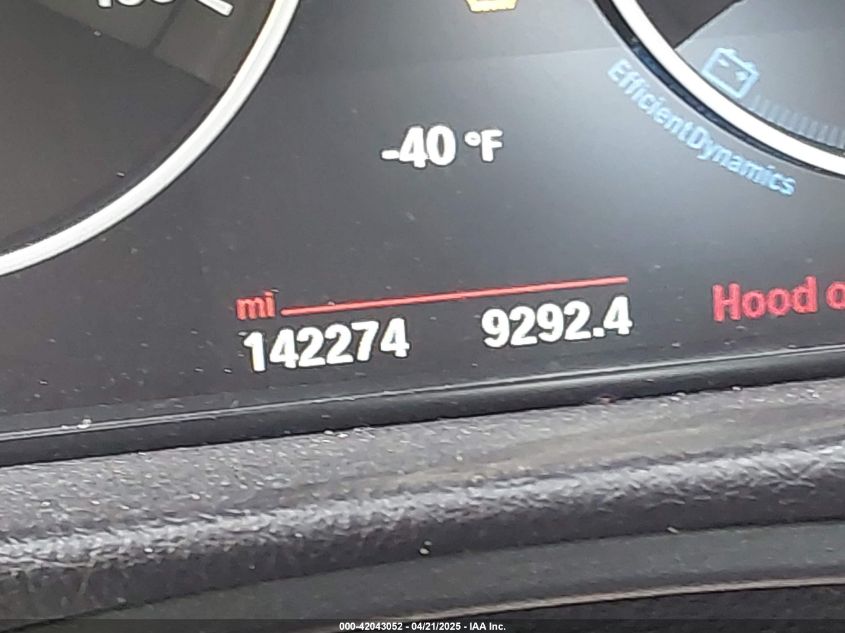 -40 °F
EfficientDynamics
mi
142274 9292.4
Hood o
000-42043052 - 04/21/2025 - IAA Inc.